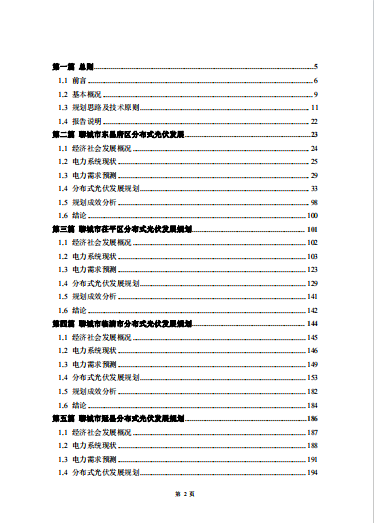 第一篇 总则 5
1.1 前言 6
1.2 基本概况 9
1.3 规划思路及技术原则 11
1.4 报告说明 22
第二篇 聊城市东昌府区分布式光伏发展 23
1.1 经济社会发展概况 24
1.2 电力系统现状 25
1.3 电力需求预测 29
1.4 分布式光伏发展规划 33
1.5 规划成效分析 98
1.6 结论 100
第三篇 聊城市茌平区分布式光伏发展规划 101
1.1 经济社会发展概况 102
1.2 电力系统现状 103
1.3 电力需求预测 123
1.4 分布式光伏发展规划 129
1.5 规划成效分析 141
1.6 结论 142
第四篇 聊城市临清市分布式光伏发展规划 144
1.1 经济社会发展概况 145
1.2 电力系统现状 146
1.3 电力需求预测 149
1.4 分布式光伏发展规划 153
1.5 规划成效分析 182
1.6 结论 184
第五篇 聊城市冠县分布式光伏发展规划 186
1.1 经济社会发展概况 187
1.2 电力系统现状 188
1.3 电力需求预测 191
1.4 分布式光伏发展规划 194
第 2 页